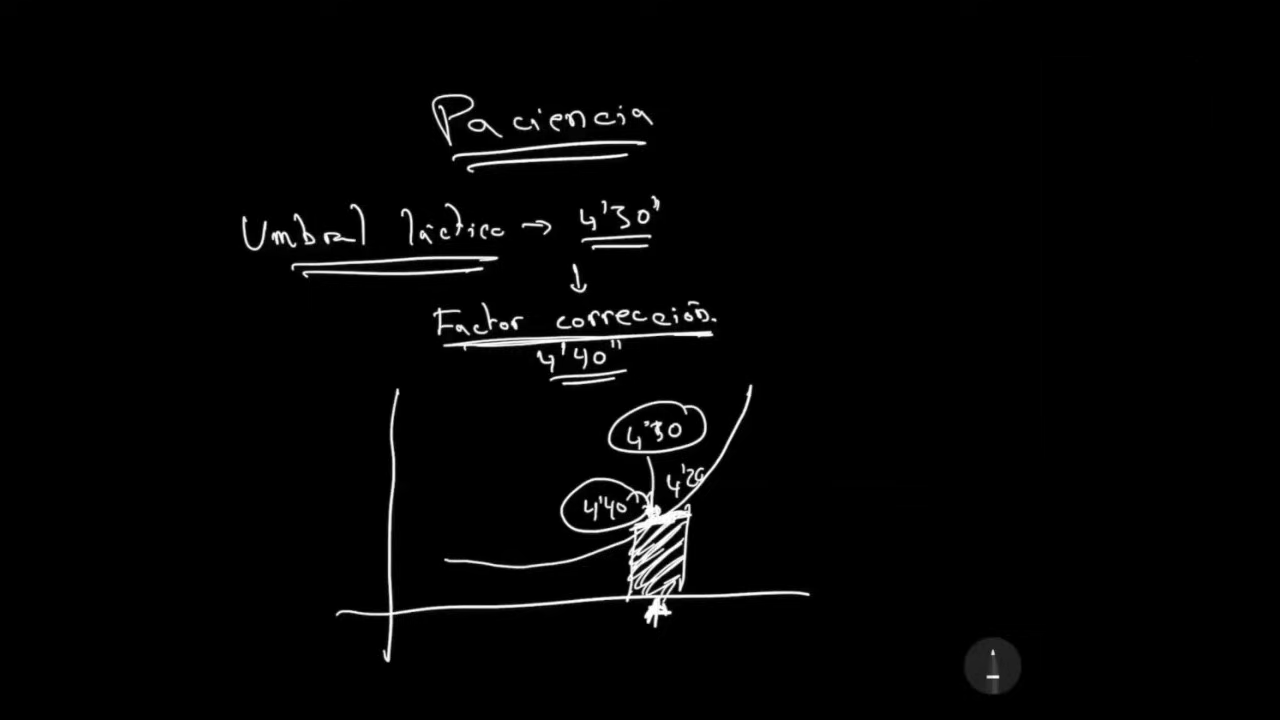 Paciencia
Umbral láctico → 4'30"
↓
Factor corrección.
4'40"
4'30
4'20
4'40"